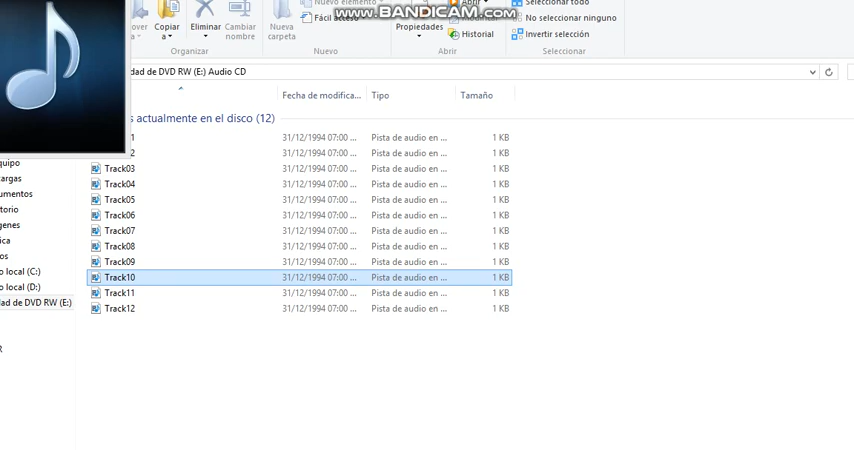 Nuevo elemento
Abrir
Seleccionar todo
www.BANDICAM.com
Copiar
a
Eliminar
Cambiar
nombre
Nueva
carpeta
Fácil acceso
Propiedades
Modificar
Historial
No seleccionar ninguno
Invertir selección
Organizar
Nuevo
Abrir
Seleccionar
dad de DVD RW (E:) Audio CD
Fecha de modifica...
Tipo
Tamaño
s actualmente en el disco (12)
1 31/12/1994 07:00 ... Pista de audio en ... 1 KB
2 31/12/1994 07:00 ... Pista de audio en ... 1 KB
Track03 31/12/1994 07:00 ... Pista de audio en ... 1 KB
Track04 31/12/1994 07:00 ... Pista de audio en ... 1 KB
Track05 31/12/1994 07:00 ... Pista de audio en ... 1 KB
Track06 31/12/1994 07:00 ... Pista de audio en ... 1 KB
Track07 31/12/1994 07:00 ... Pista de audio en ... 1 KB
Track08 31/12/1994 07:00 ... Pista de audio en ... 1 KB
Track09 31/12/1994 07:00 ... Pista de audio en ... 1 KB
Track10 31/12/1994 07:00 ... Pista de audio en ... 1 KB
Track11 31/12/1994 07:00 ... Pista de audio en ... 1 KB
Track12 31/12/1994 07:00 ... Pista de audio en ... 1 KB
quipo
cargas
umentos
itorio
genes
ica
os
o local (C:)
o local (D:)
dad de DVD RW (E:)
R